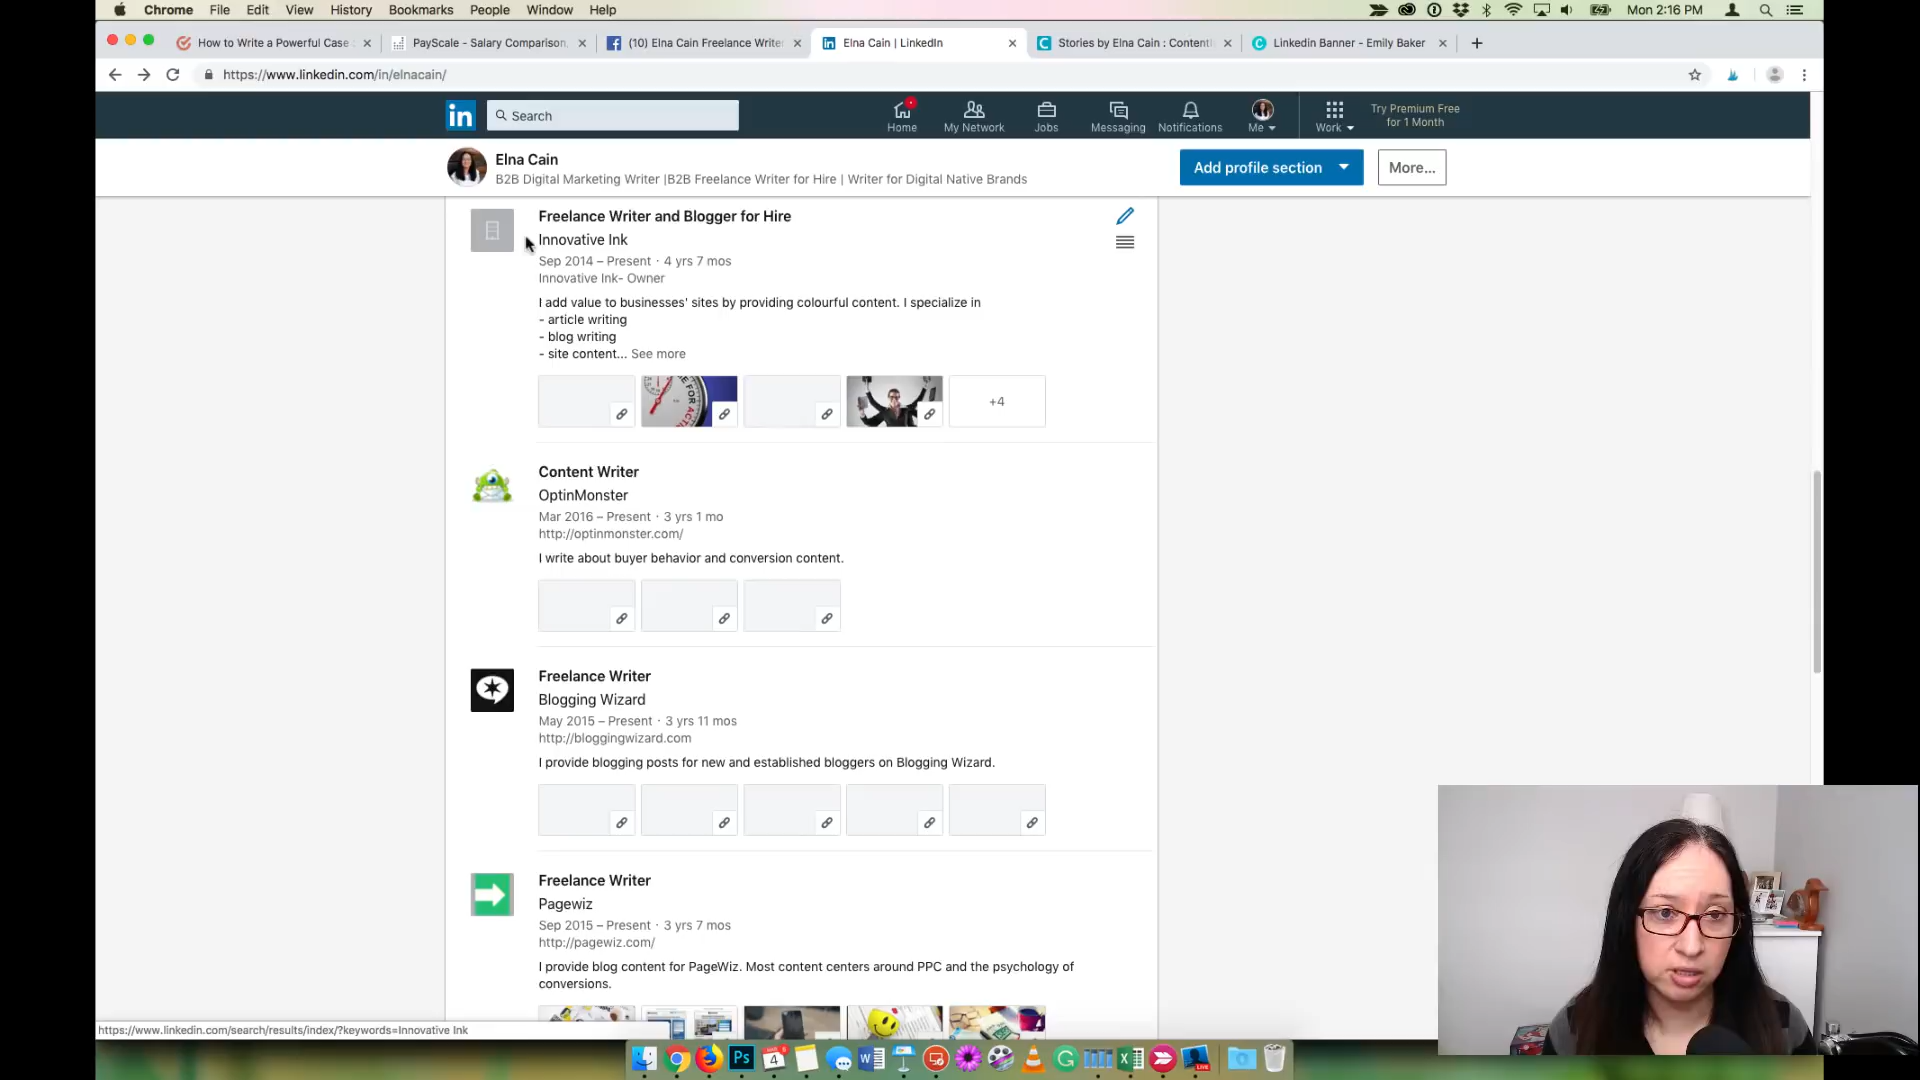 Chrome File Edit View History Bookmarks People Window Help
Mon 2:16 PM
How to Write a Powerful Case
PayScale - Salary Comparison,
(10) Elna Cain Freelance Write
Elna Cain | LinkedIn
Stories by Elna Cain : Contentl
Linkedin Banner - Emily Baker
https://www.linkedin.com/in/elnacain/
in
Search
Home
My Network
Jobs
Messaging
Notifications
Me
Work
Try Premium Free
for 1 Month
Elna Cain
B2B Digital Marketing Writer |B2B Freelance Writer for Hire | Writer for Digital Native Brands
Add profile section
More...
Freelance Writer and Blogger for Hire
Innovative Ink
Sep 2014 – Present · 4 yrs 7 mos
Innovative Ink- Owner
I add value to businesses' sites by providing colourful content. I specialize in
- article writing
- blog writing
- site content... See more
+4
Content Writer
OptinMonster
Mar 2016 – Present · 3 yrs 1 mo
http://optinmonster.com/
I write about buyer behavior and conversion content.
Freelance Writer
Blogging Wizard
May 2015 – Present · 3 yrs 11 mos
http://bloggingwizard.com
I provide blogging posts for new and established bloggers on Blogging Wizard.
Freelance Writer
Pagewiz
Sep 2015 – Present · 3 yrs 7 mos
http://pagewiz.com/
I provide blog content for PageWiz. Most content centers around PPC and the psychology of
conversions.
https://www.linkedin.com/search/results/index/?keywords=Innovative Ink
Ps
4